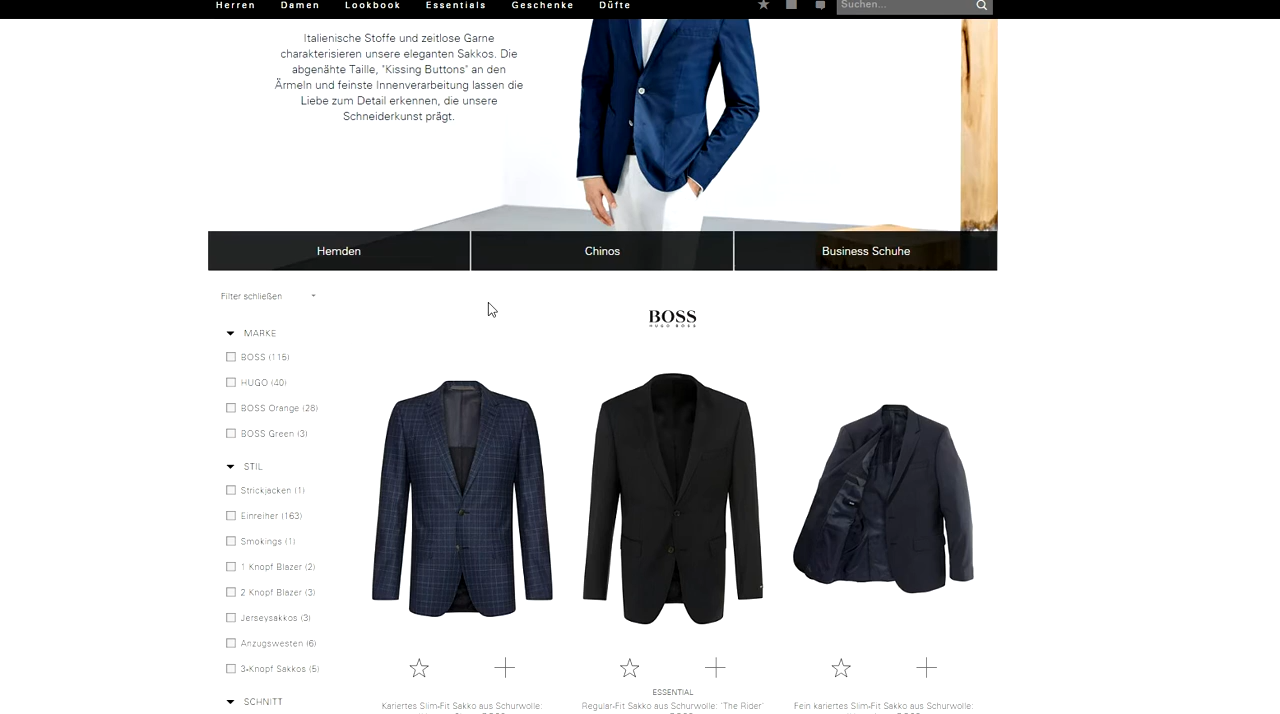 Herren Damen Lookbook Essentials Geschenke Düfte Suchen...
Italienische Stoffe und zeitlose Garne
charakterisieren unsere eleganten Sakkos. Die
abgenähte Taille, "Kissing Buttons" an den
Ärmeln und feinste Innenverarbeitung lassen die
Liebe zum Detail erkennen, die unsere
Schneiderkunst prägt.
Hemden Chinos Business Schuhe
Filter schließen
BOSS
HUGO BOSS
MARKE
BOSS (115)
HUGO (40)
BOSS Orange (28)
BOSS Green (3)
STIL
Strickjacken (1)
Einreiher (163)
Smokings (1)
1 Knopf Blazer (2)
2 Knopf Blazer (3)
Jerseysakkos (3)
Anzugswesten (6)
3-Knopf Sakkos (5)
SCHNITT
ESSENTIAL
Kariertes Slim-Fit Sakko aus Schurwolle:
Regular-Fit Sakko aus Schurwolle: 'The Rider'
Fein kariertes Slim-Fit Sakko aus Schurwolle: